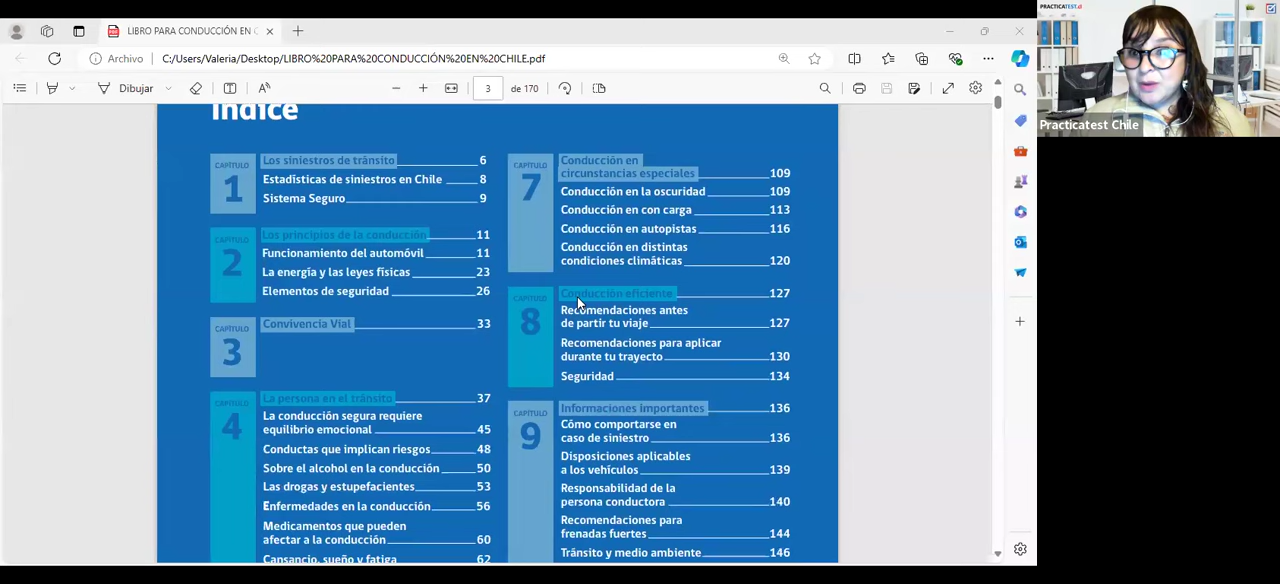 LIBRO PARA CONDUCCIÓN EN C
Archivo
C:/Users/Valeria/Desktop/LIBRO%20PARA%20CONDUCCIÓN%20EN%20CHILE.pdf
Dibujar
3
de 170
Índice
CAPÍTULO
1
Los siniestros de tránsito 6
Estadísticas de siniestros en Chile 8
Sistema Seguro 9
CAPÍTULO
2
Los principios de la conducción 11
Funcionamiento del automóvil 11
La energía y las leyes físicas 23
Elementos de seguridad 26
CAPÍTULO
3
Convivencia Vial 33
CAPÍTULO
4
La persona en el tránsito 37
La conducción segura requiere
equilibrio emocional 45
Conductas que implican riesgos 48
Sobre el alcohol en la conducción 50
Las drogas y estupefacientes 53
Enfermedades en la conducción 56
Medicamentos que pueden
afectar a la conducción 60
Cansancio, sueño y fatiga 62
CAPÍTULO
7
Conducción en
circunstancias especiales 109
Conducción en la oscuridad 109
Conducción en con carga 113
Conducción en autopistas 116
Conducción en distintas
condiciones climáticas 120
CAPÍTULO
8
Conducción eficiente 127
Recomendaciones antes
de partir tu viaje 127
Recomendaciones para aplicar
durante tu trayecto 130
Seguridad 134
CAPÍTULO
9
Informaciones importantes 136
Cómo comportarse en
caso de siniestro 136
Disposiciones aplicables
a los vehículos 139
Responsabilidad de la
persona conductora 140
Recomendaciones para
frenadas fuertes 144
Tránsito y medio ambiente 146
PRACTICATEST.cl
Practicatest Chile